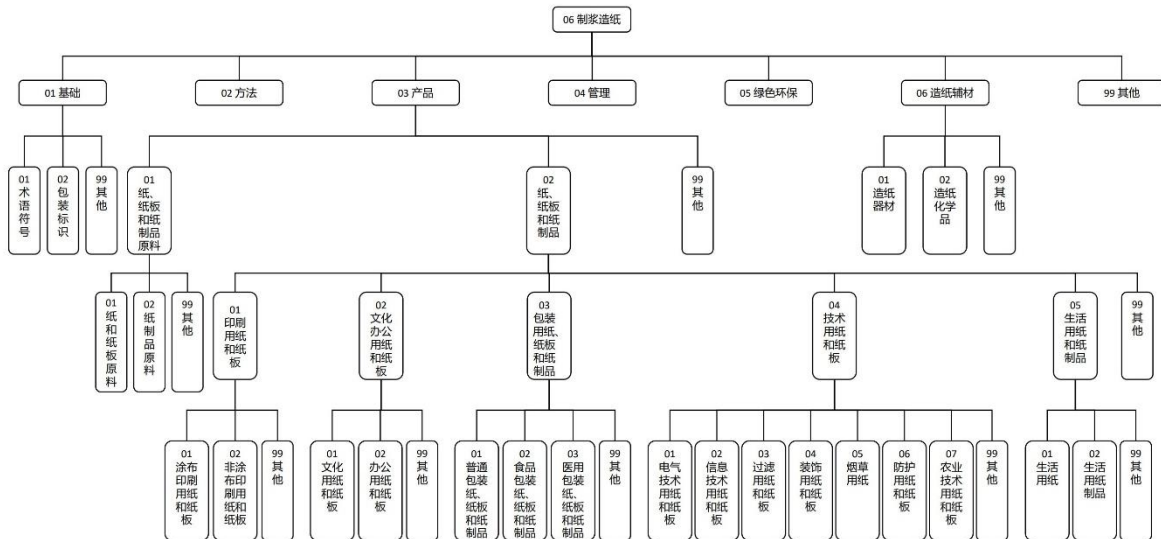 06 制浆造纸
01 基础
02 方法
03 产品
04 管理
05 绿色环保
06 造纸辅材
99 其他
01
术
语
符
号
02
包
装
标
识
99
其
他
01
纸、
纸板
和纸
制品
原料
02
纸、
纸板
和纸
制品
99
其
他
01
造纸
器材
02
造纸
化学
品
99
其
他
01
纸
和
纸
板
原
料
02
纸
制
品
原
料
99
其
他
01
印刷
用纸
和纸
板
02
文化
办公
用纸
和纸
板
03
包装
用纸、
纸板
和纸
制品
04
技术
用纸
和纸
板
05
生活
用纸
和纸
制品
99
其
他
01
涂布
印刷
用纸
和纸
板
02
非涂
布印
刷用
纸和
纸板
99
其
他
01
文化
用纸
和纸
板
02
办公
用纸
和纸
板
99
其
他
01
普通
包装
纸、
纸板
和纸
制品
02
食品
包装
纸、
纸板
和纸
制品
03
医用
包装
纸、
纸板
和纸
制品
99
其
他
01
电气
技术
用纸
和纸
板
02
信息
技术
用纸
和纸
板
03
过滤
用纸
和纸
板
04
装饰
用纸
和纸
板
05
烟草
用纸
06
防护
用纸
和纸
板
07
农业
技术
用纸
和纸
板
99
其
他
01
生活
用纸
02
生活
用纸
制品
99
其
他